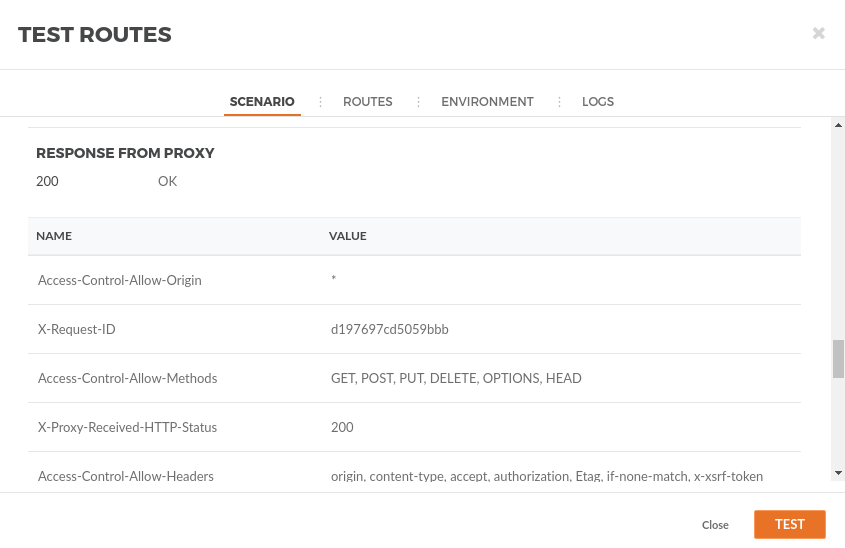 TEST ROUTES
SCENARIO ROUTES ENVIRONMENT LOGS
RESPONSE FROM PROXY
200 OK
NAME VALUE
Access-Control-Allow-Origin *
X-Request-ID d197697cd5059bbb
Access-Control-Allow-Methods GET, POST, PUT, DELETE, OPTIONS, HEAD
X-Proxy-Received-HTTP-Status 200
Access-Control-Allow-Headers origin, content-type, accept, authorization, Etag, if-none-match, x-xsrf-token
Close TEST